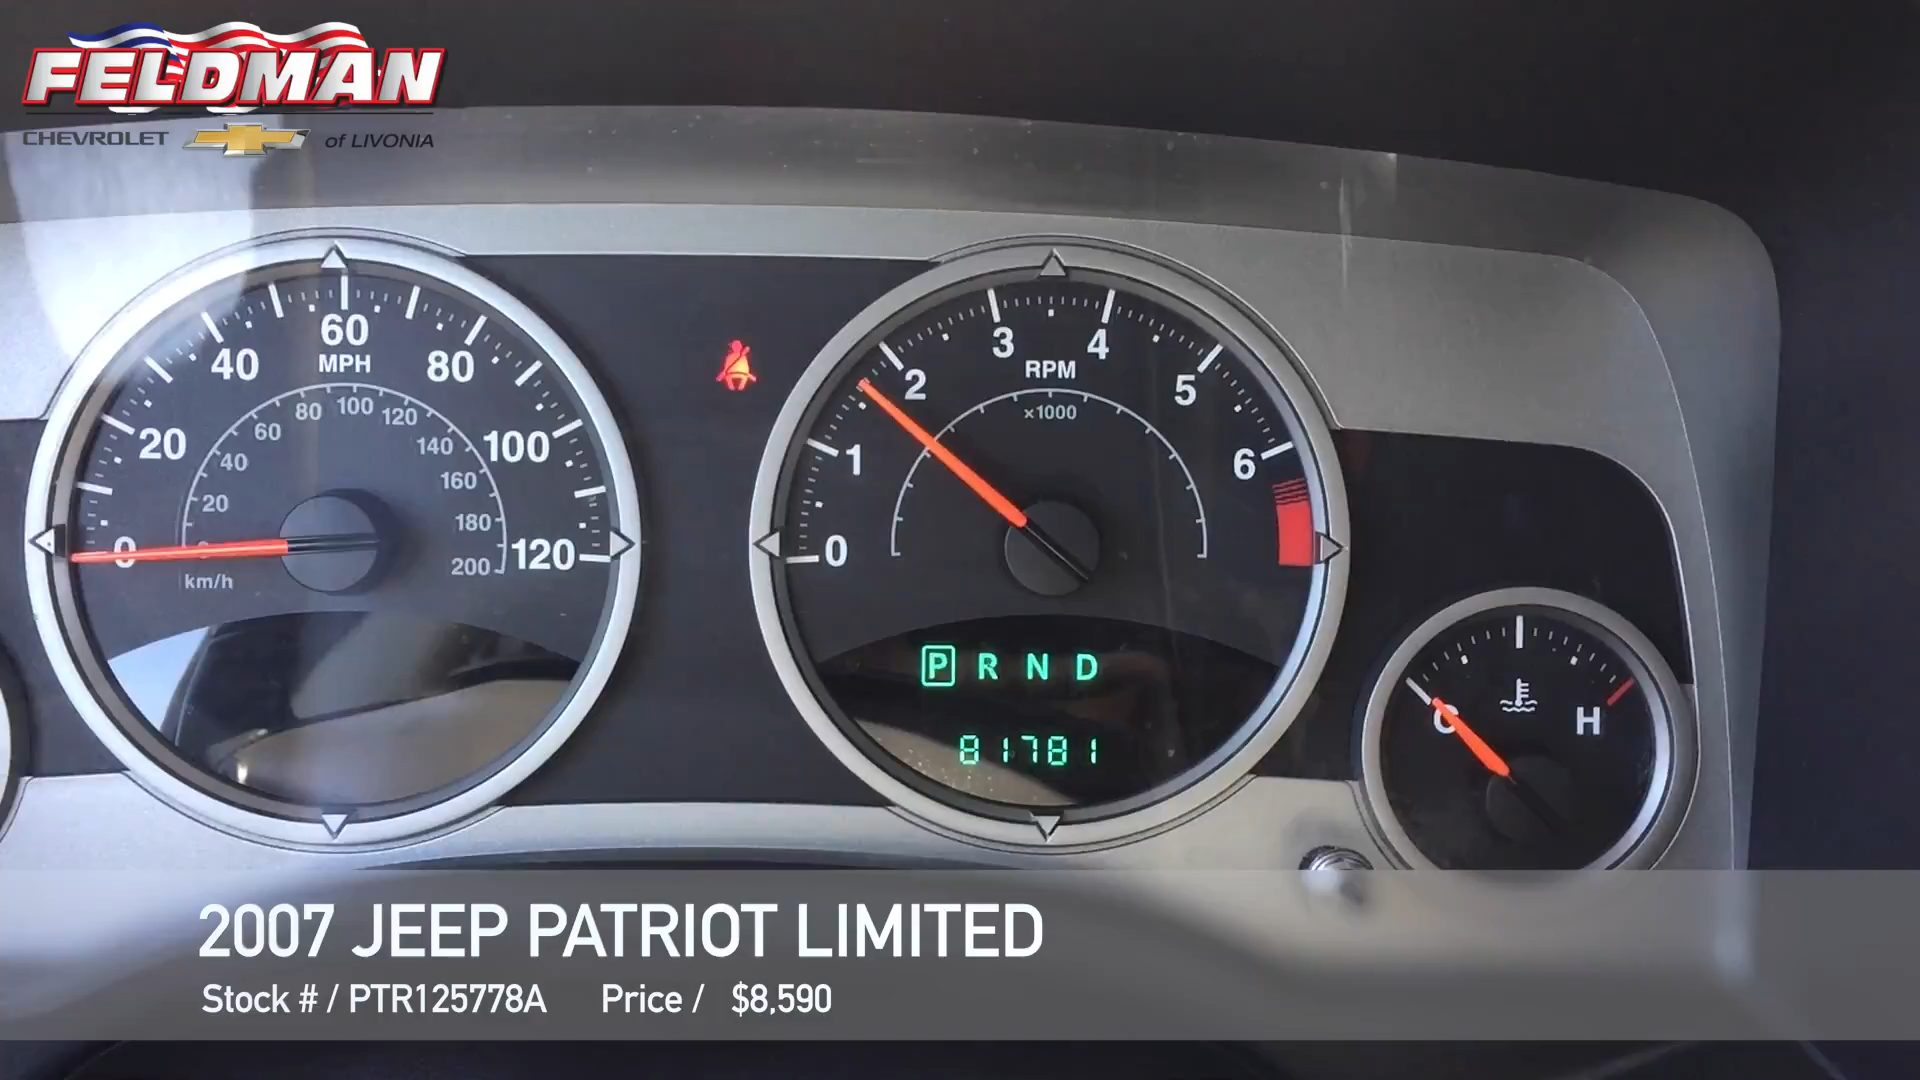 FELDMAN
CHEVROLET of LIVONIA
60
MPH
40 80
20 100
0 120
80 100 120
60 140
40 160
20 180
200
km/h
3 4
RPM
2 5
x1000
1 6
0
P R N D
81781
C H
2007 JEEP PATRIOT LIMITED
Stock # / PTR125778A Price / $8,590